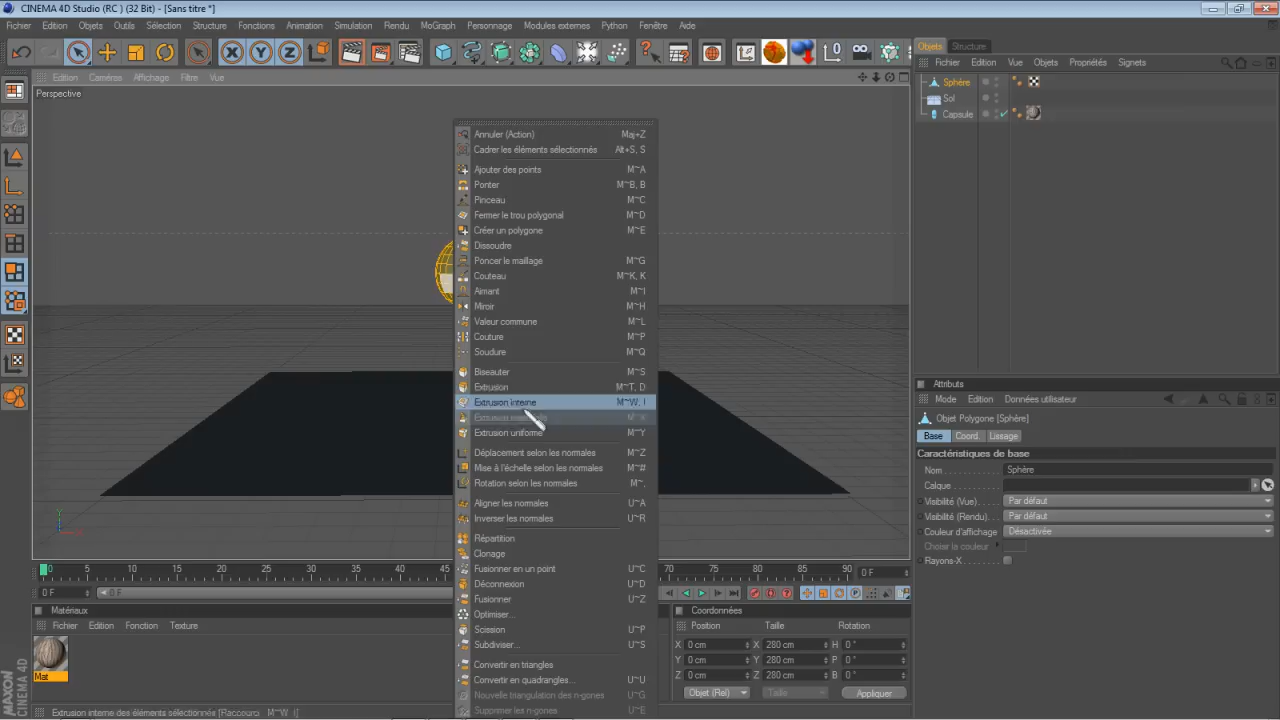 CINEMA 4D Studio (RC ) (32 Bit) - [Sans titre *]
Fichier Edition Objets Outils Sélection Structure Fonctions Animation Simulation Rendu MoGraph Personnage Modules externes Python Fenêtre Aide
Objets Structure
Fichier Edition Vue Objets Propriétés Signets
Edition Caméras Affichage Filtre Vue
Perspective
Sphère
Sol
Capsule
Annuler (Action) Maj+Z
Cadrer les éléments sélectionnés Alt+S, S
Ajouter des points M~A
Ponter M~B, B
Pinceau M~C
Fermer le trou polygonal M~D
Créer un polygone M~E
Dissoudre
Poncer le maillage M~G
Couteau M~K, K
Aimant M~I
Miroir M~H
Valeur commune M~L
Couture M~P
Soudure M~Q
Biseauter M~S
Extrusion M~T, D
Extrusion interne M~W, I
Extrusion uniforme M~Y
Déplacement selon les normales M~Z
Mise à l'échelle selon les normales M~#
Rotation selon les normales M~,
Aligner les normales U~A
Inverser les normales U~R
Répartition
Clonage
Fusionner en un point U~C
Déconnexion U~D
Fusionner U~Z
Optimiser...
Scission U~P
Subdiviser... U~S
Convertir en triangles
Convertir en quadrangles... U~U
Nouvelle triangulation des n-gones U~G
Supprimer les n-gones U~E
Attributs
Mode Edition Données utilisateur
Objet Polygone [Sphère]
Base Coord. Lissage
Caractéristiques de base
Nom Sphère
Calque
Visibilité (Vue) Par défaut
Visibilité (Rendu) Par défaut
Couleur d'affichage Désactivée
Choisir la couleur
Rayons-X
0 5 10 15 20 25 30 35 40 45 70 75 80 85 90 0 F
0 F 0 F
Matériaux
Fichier Edition Fonction Texture
Mat
Coordonnées
Position Taille Rotation
X 0 cm X 280 cm H 0 °
Y 0 cm Y 280 cm P 0 °
Z 0 cm Z 280 cm B 0 °
Objet (Rel) Taille Appliquer
MAXON
CINEMA 4D
Extrusion interne des éléments sélectionnés [Raccourci M~W, I]